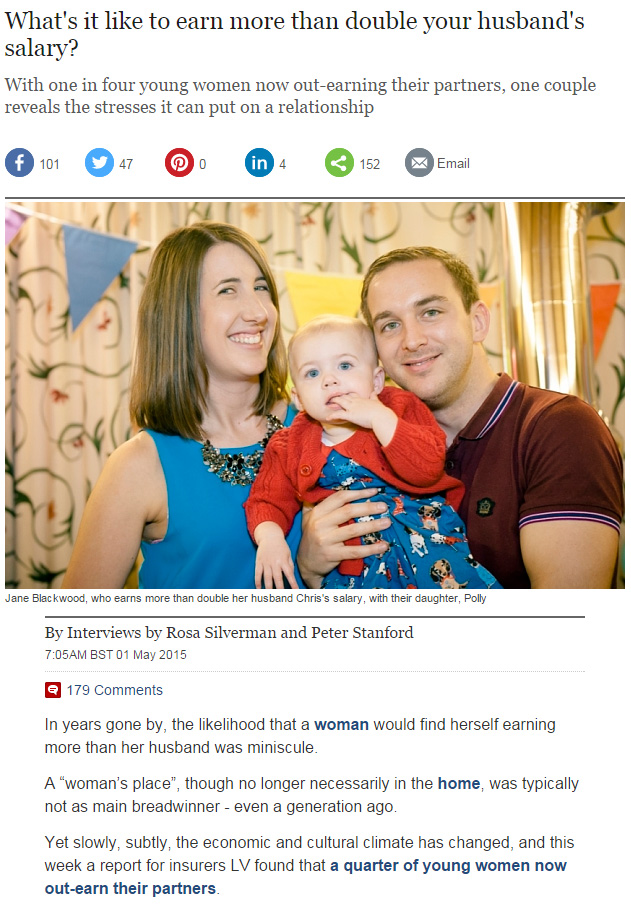 What's it like to earn more than double your husband's
salary?
With one in four young women now out-earning their partners, one couple
reveals the stresses it can put on a relationship
101 47 0 4 152 Email
Jane Blackwood, who earns more than double her husband Chris's salary, with their daughter, Polly
By Interviews by Rosa Silverman and Peter Stanford
7:05AM BST 01 May 2015
179 Comments
In years gone by, the likelihood that a woman would find herself earning
more than her husband was miniscule.
A “woman’s place”, though no longer necessarily in the home, was typically
not as main breadwinner - even a generation ago.
Yet slowly, subtly, the economic and cultural climate has changed, and this
week a report for insurers LV found that a quarter of young women now
out-earn their partners.